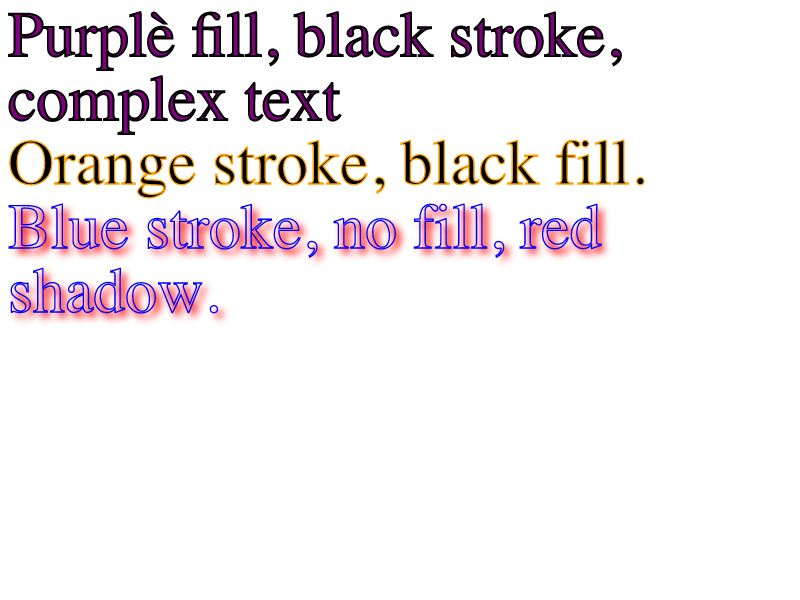 Purplè fill, black stroke,
complex text
Orange stroke, black fill.
Blue stroke, no fill, red
shadow.